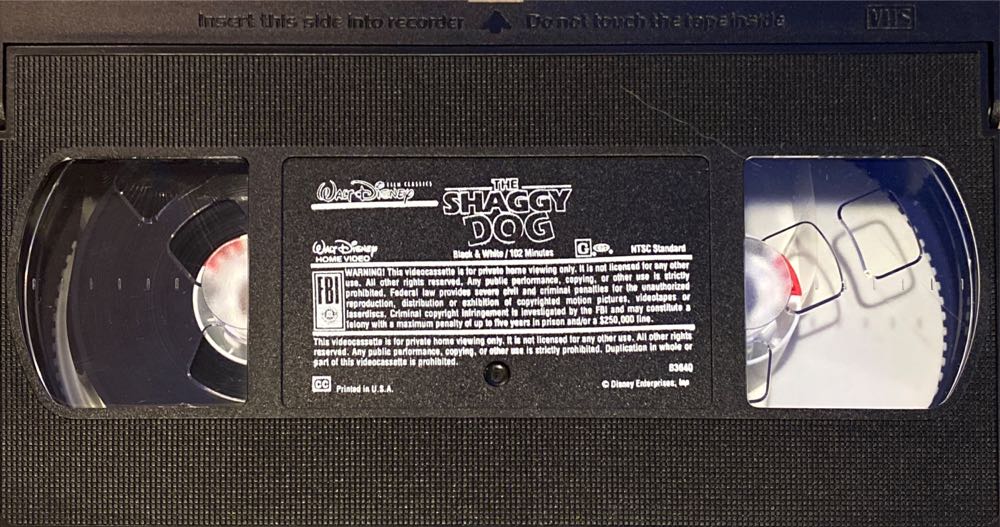 Insert this side into recorder Do not touch the tape inside VHS
WALT DISNEY FILM CLASSICS
THE
SHAGGY
DOG
WALT DISNEY
HOME VIDEO
Black & White / 102 Minutes G NTSC Standard
FBI
WARNING! This videocassette is for private home viewing only. It is not licensed for any other
use. All other rights reserved. Any public performance, copying, or other use is strictly
prohibited. Federal law provides severe civil and criminal penalties for the unauthorized
reproduction, distribution or exhibition of copyrighted motion pictures, videotapes or
laserdiscs. Criminal copyright infringement is investigated by the FBI and may constitute a
felony with a maximum penalty of up to five years in prison and/or a $250,000 fine.
This videocassette is for private home viewing only. It is not licensed for any other use. All other rights
reserved. Any public performance, copying, or other use is strictly prohibited. Duplication in whole or
part of this videocassette is prohibited.
B3640
CC Printed in U.S.A. © Disney Enterprises, Inc